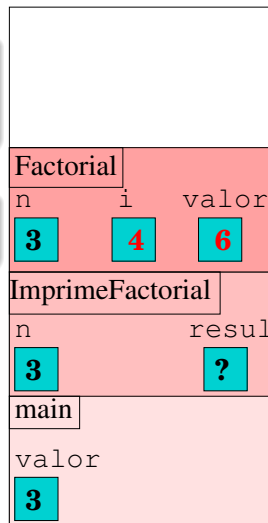 Factorial
n i valor
3 4 6
ImprimeFactorial
n resul
3 ?
main
valor
3